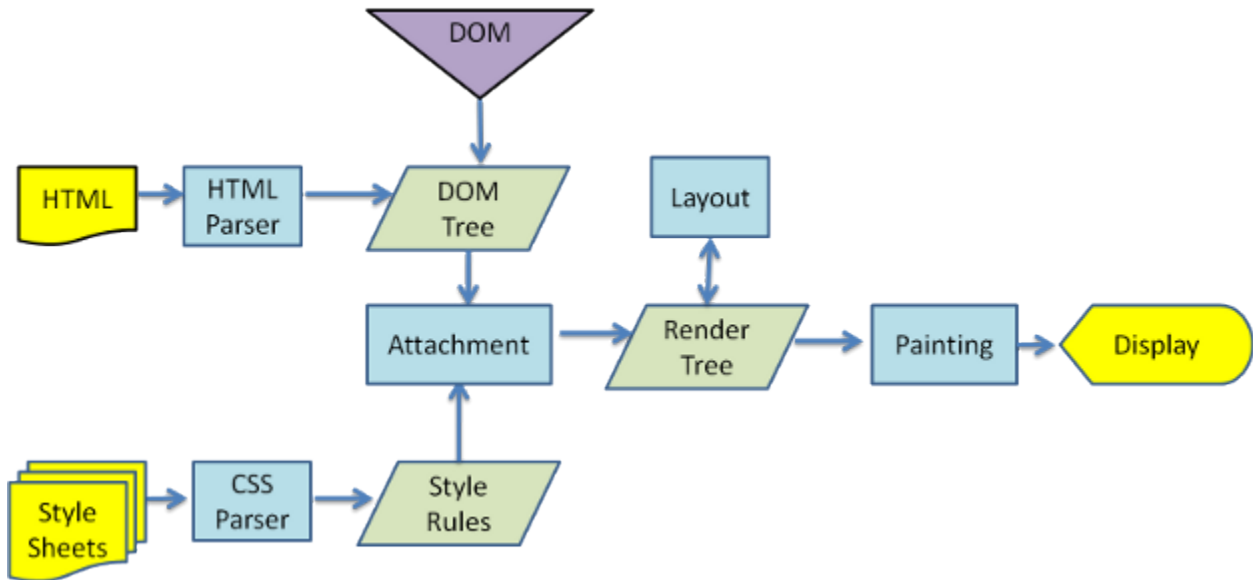 DOM
HTML
HTML
Parser
DOM
Tree
Layout
Attachment
Render
Tree
Painting
Display
Style
Sheets
CSS
Parser
Style
Rules